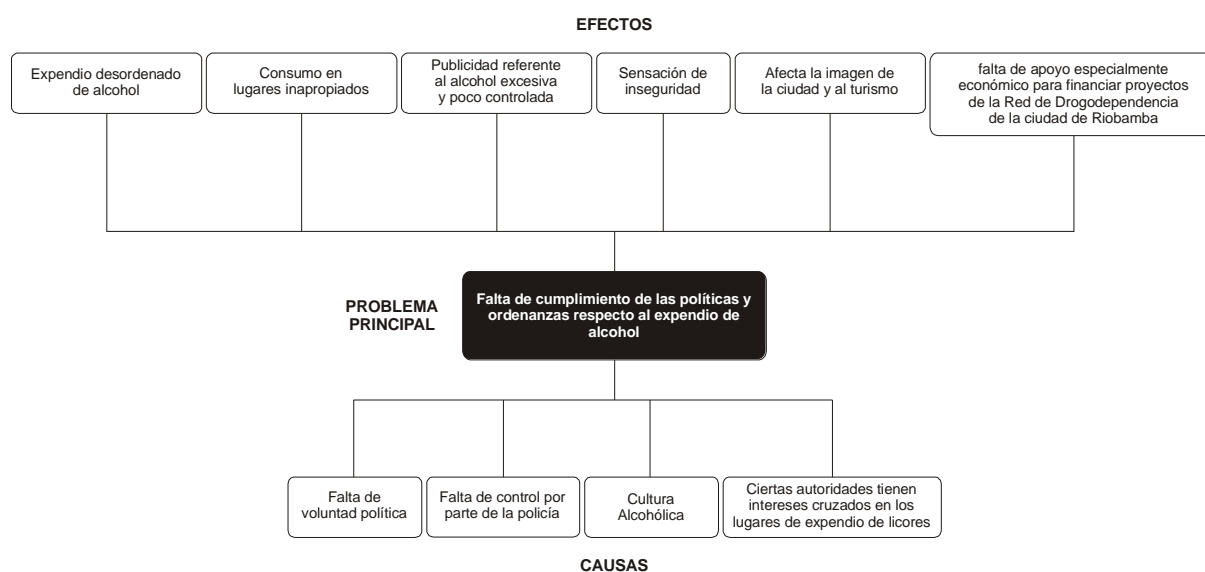 EFECTOS
Expendio desordenado
de alcohol
Consumo en
lugares inapropiados
Publicidad referente
al alcohol excesiva
y poco controlada
Sensación de
inseguridad
Afecta la imagen de
la ciudad y al turismo
falta de apoyo especialmente
económico para financiar proyectos
de la Red de Drogodependencia
de la ciudad de Riobamba
PROBLEMA
PRINCIPAL
Falta de cumplimiento de las políticas y
ordenanzas respecto al expendio de
alcohol
Falta de
voluntad política
Falta de control por
parte de la policía
Cultura
Alcohólica
Ciertas autoridades tienen
intereses cruzados en los
lugares de expendio de licores
CAUSAS